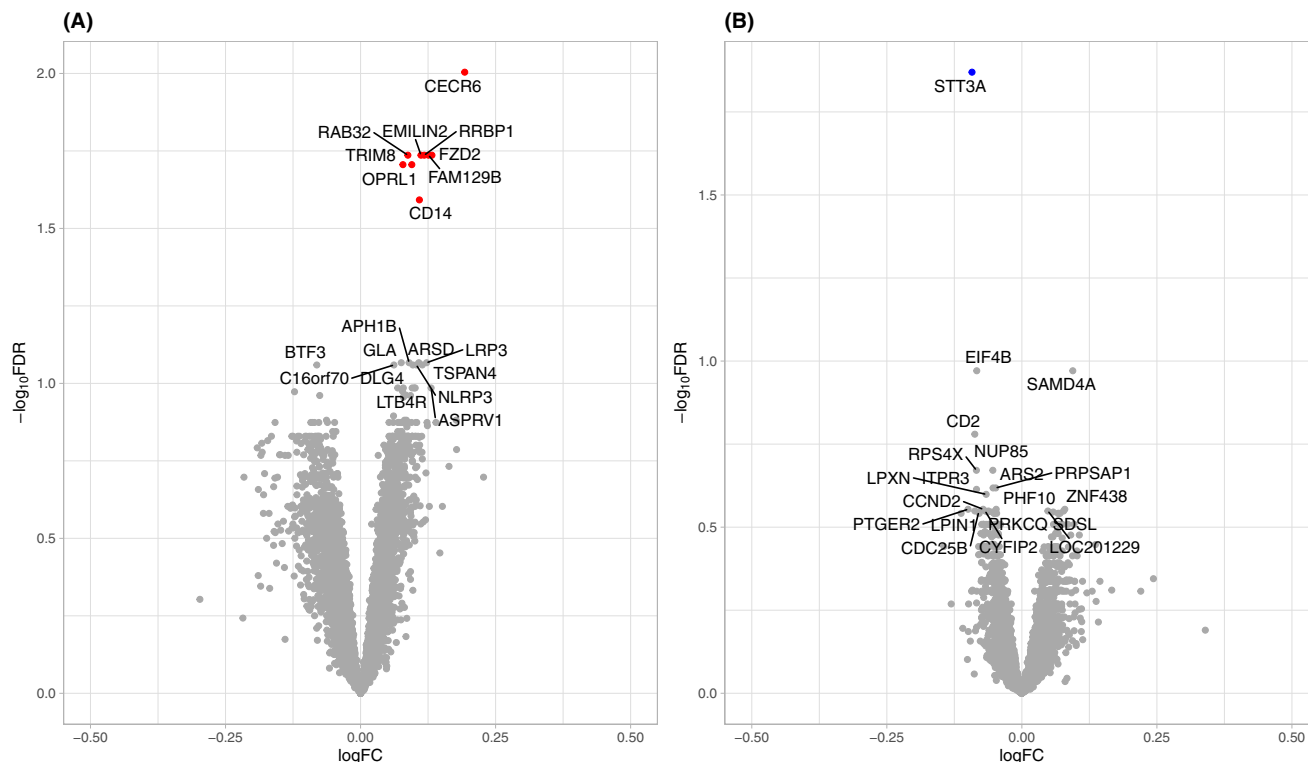 (A)
CECR6
RAB32 EMILIN2 RRBP1
TRIM8 FZD2
OPRL1 FAM129B
CD14
APH1B
BTF3 GLA ARSD LRP3
C16orf70 DLG4 TSPAN4
LTB4R NLRP3
ASPRV1
2.0
1.5
1.0
0.5
0.0
−log10FDR
−0.50 −0.25 0.00 0.25 0.50
logFC
(B)
STT3A
EIF4B
SAMD4A
CD2
RPS4X NUP85
LPXN ITPR3 ARS2 PRPSAP1
CCND2 PHF10 ZNF438
PTGER2 LPIN1 PRKCQ SDSL
CDC25B CYFIP2 LOC201229
1.5
1.0
0.5
0.0
−log10FDR
−0.50 −0.25 0.00 0.25 0.50
logFC